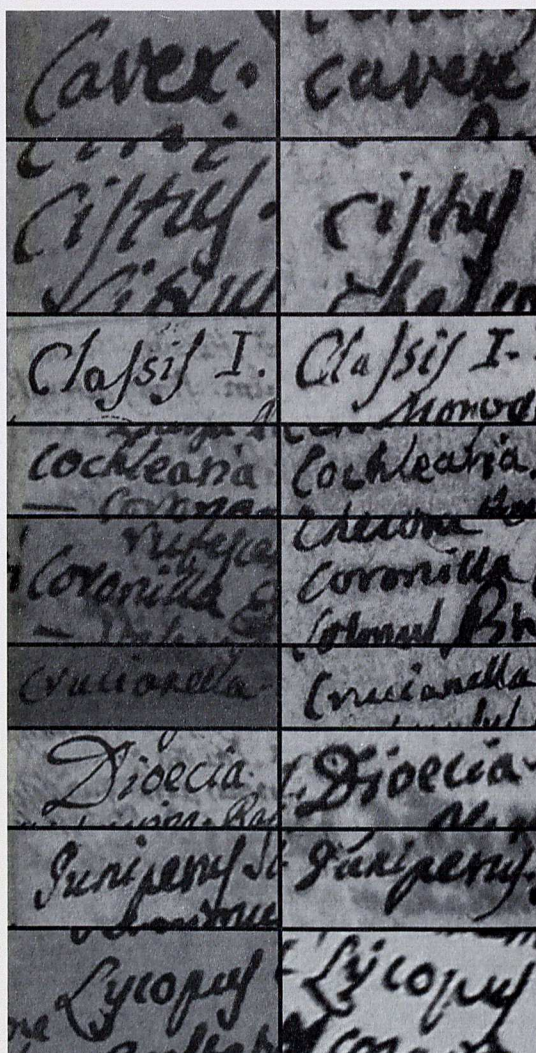 Carex.
Carex
Cistus.
Cistus
Classis I.
Classis I.
Cochlearia
Cochlearia.
Coronilla
Coronilla
Crucianella
Crucianella
Dioecia.
Dioecia
Juniperus
Juniperus.
Lycopus
Lycopus